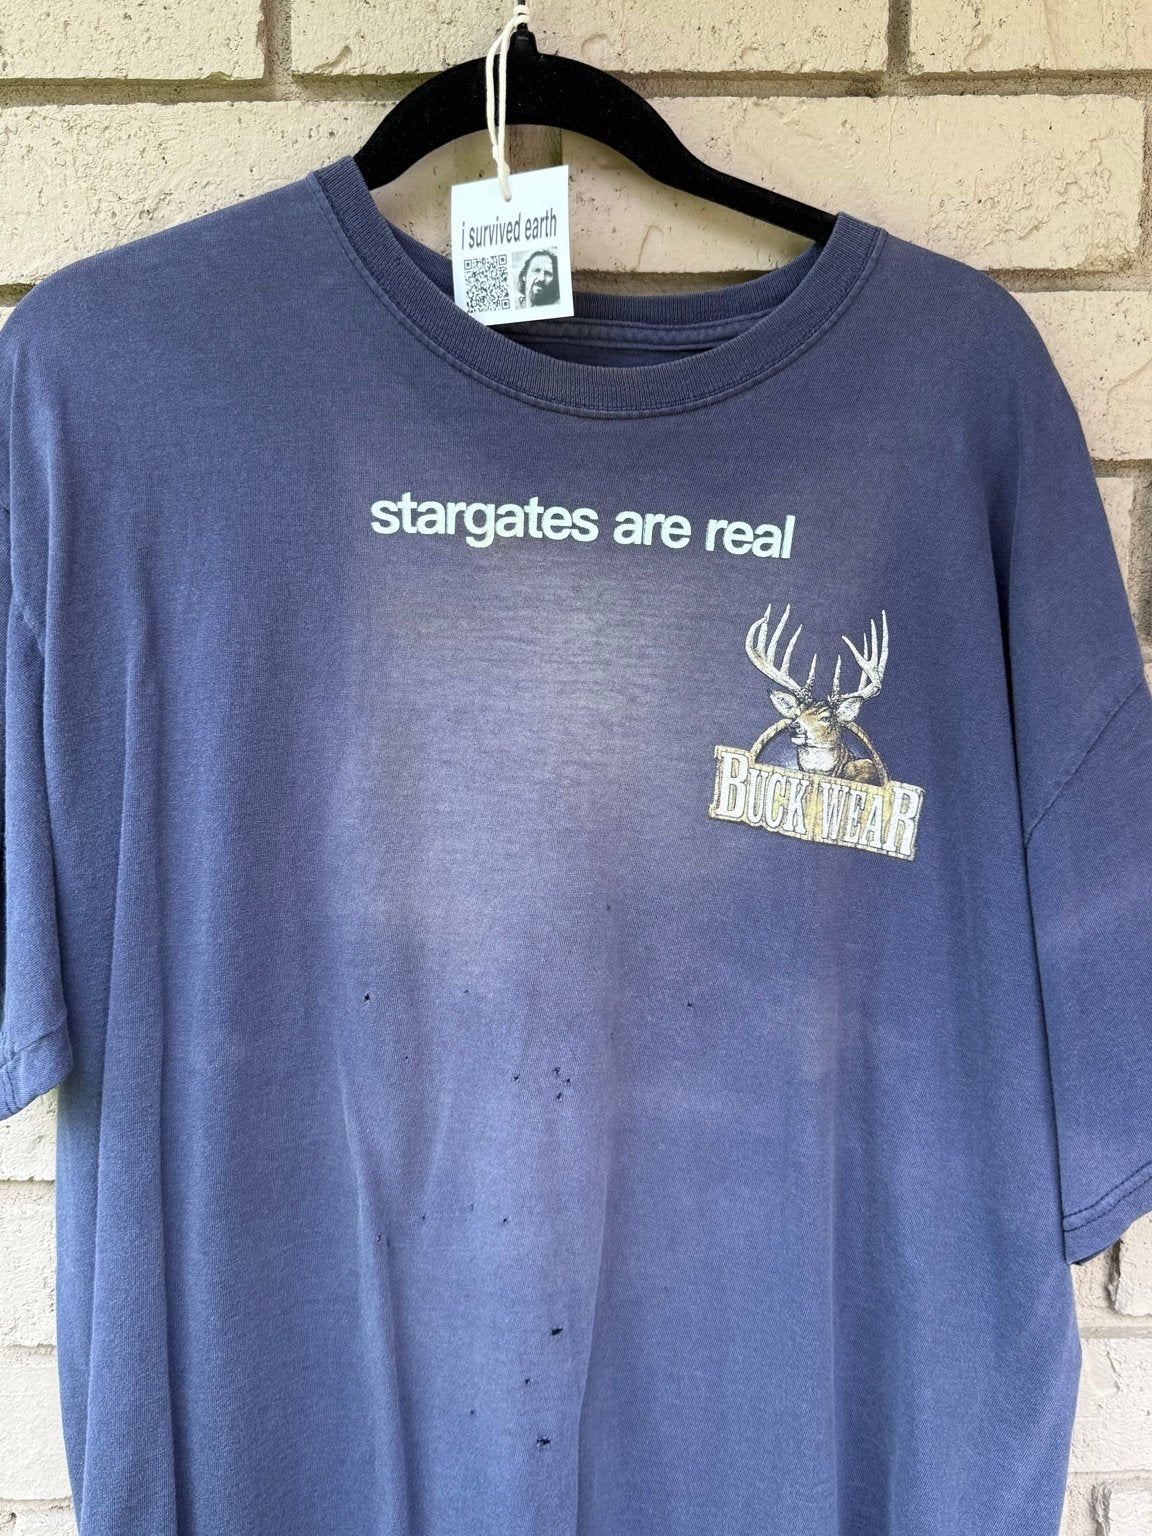 i survived earth
stargates are real
BUCK WEAR